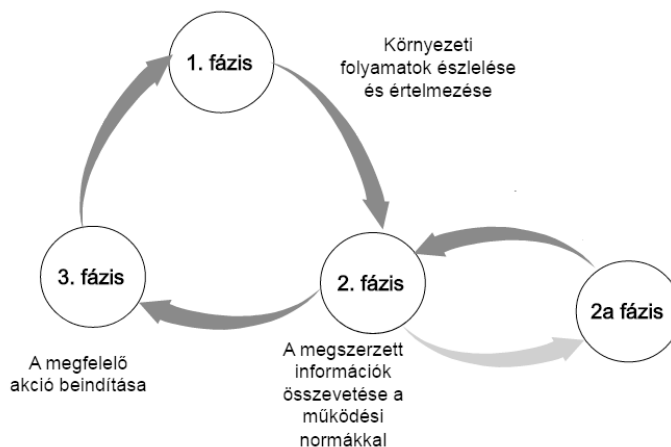 1. fázis
Környezeti
folyamatok észlelése
és értelmezése
2. fázis
A megszerzett
információk
összevetése a
működési
normákkal
2a fázis
3. fázis
A megfelelő
akció beindítása